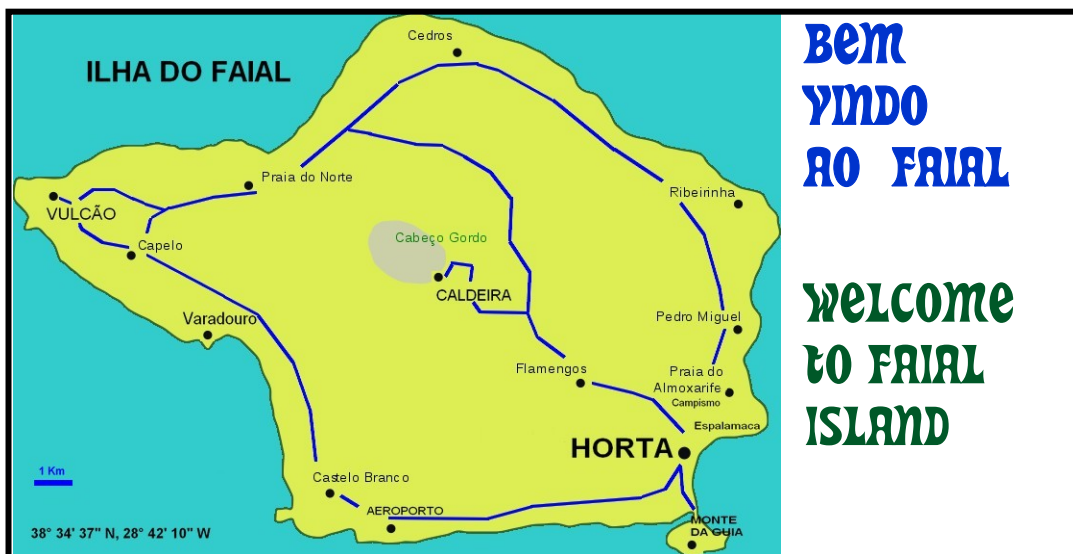 ILHA DO FAIAL
Cedros
Praia do Norte
VULCÃO
Capelo
Ribeirinha
Cabeço Gordo
CALDEIRA
Varadouro
Pedro Miguel
Flamengos
Praia do
Almoxarife
Campismo
Espalamaca
HORTA
1 Km
Castelo Branco
AEROPORTO
MONTE
DA GUIA
38° 34' 37" N, 28° 42' 10" W
BEM
VINDO
AO FAIAL
WELCOME
tO FAIAL
ISLAND